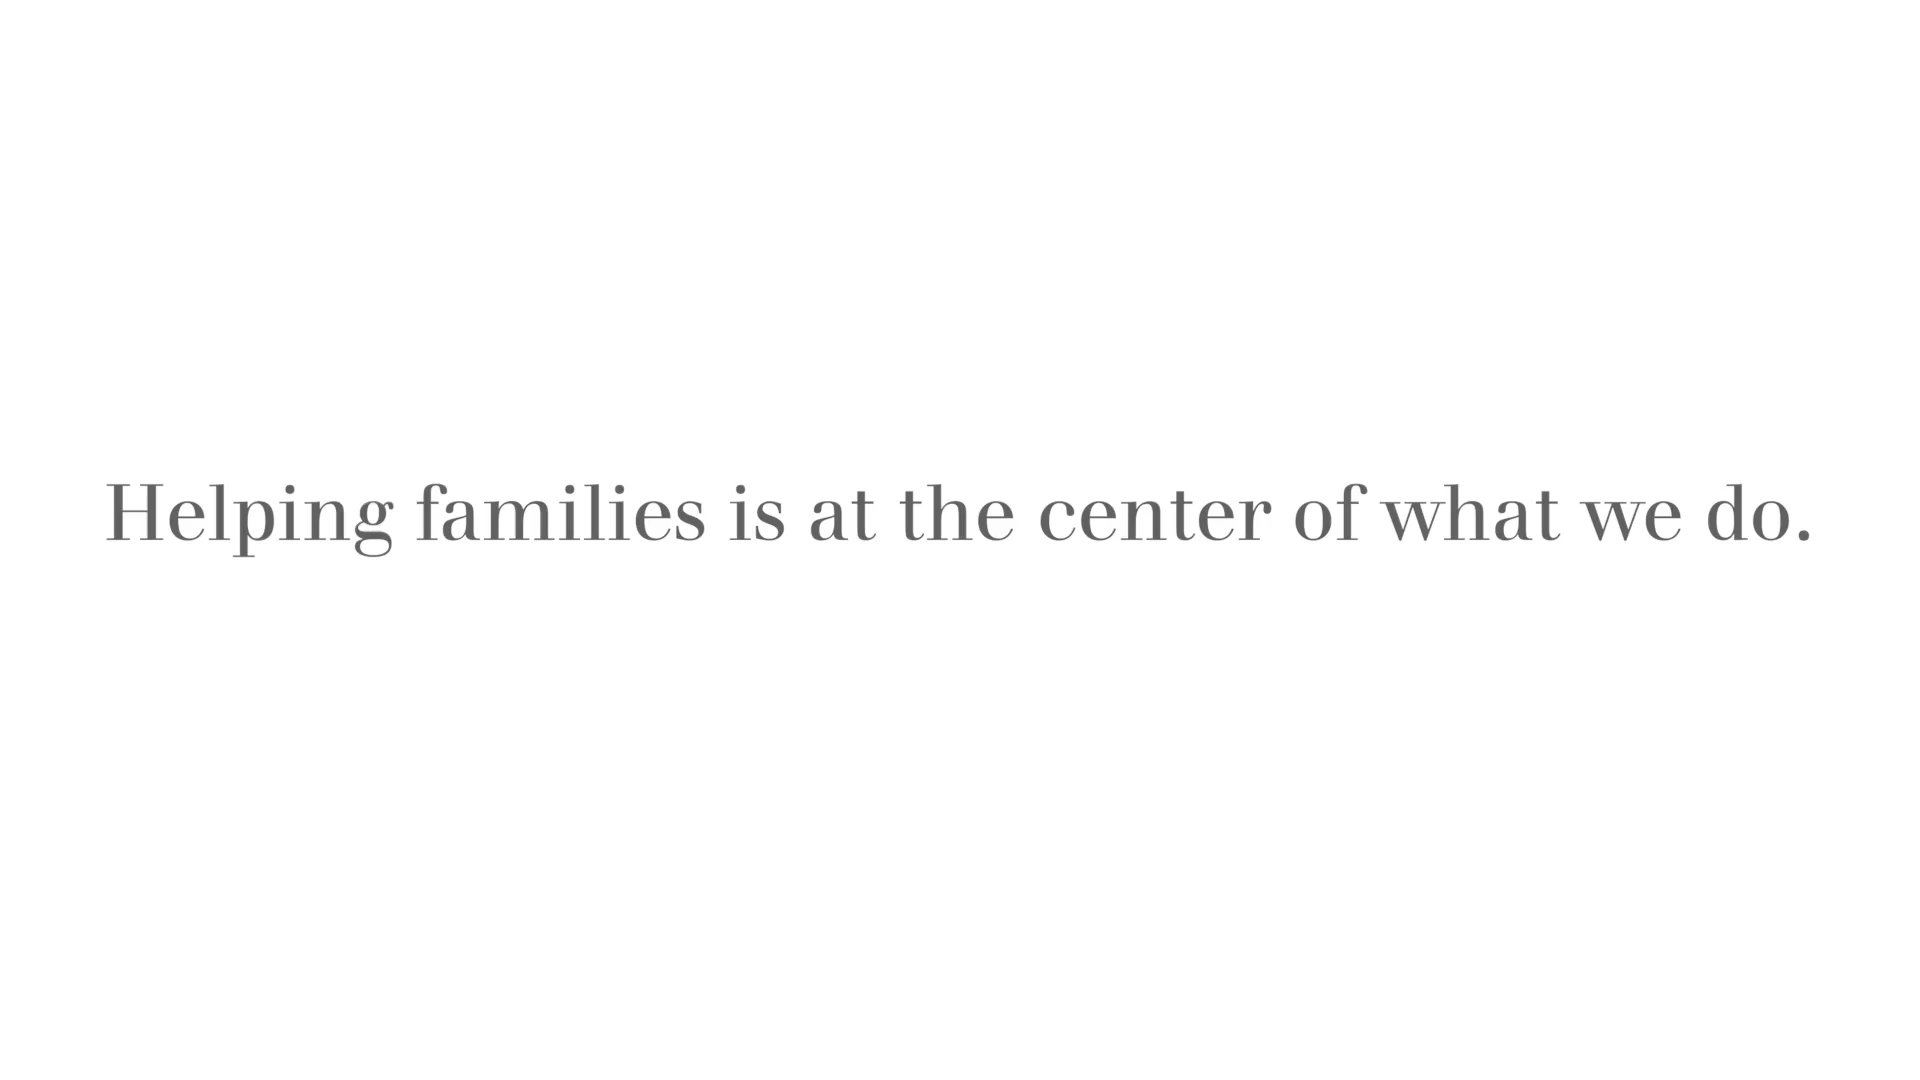 Helping families is at the center of what we do.